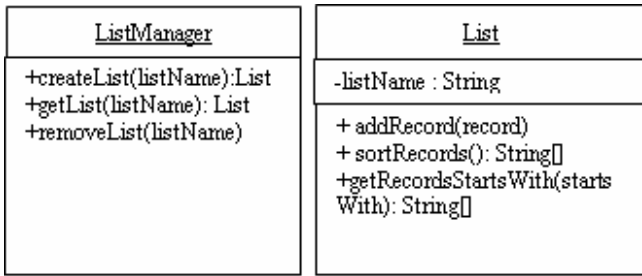 ListManager
+createList(listName):List
+getList(listName): List
+removeList(listName)
List
-listName : String
+ addRecord(record)
+ sortRecords(): String[]
+getRecordsStartsWith(starts
With): String[]